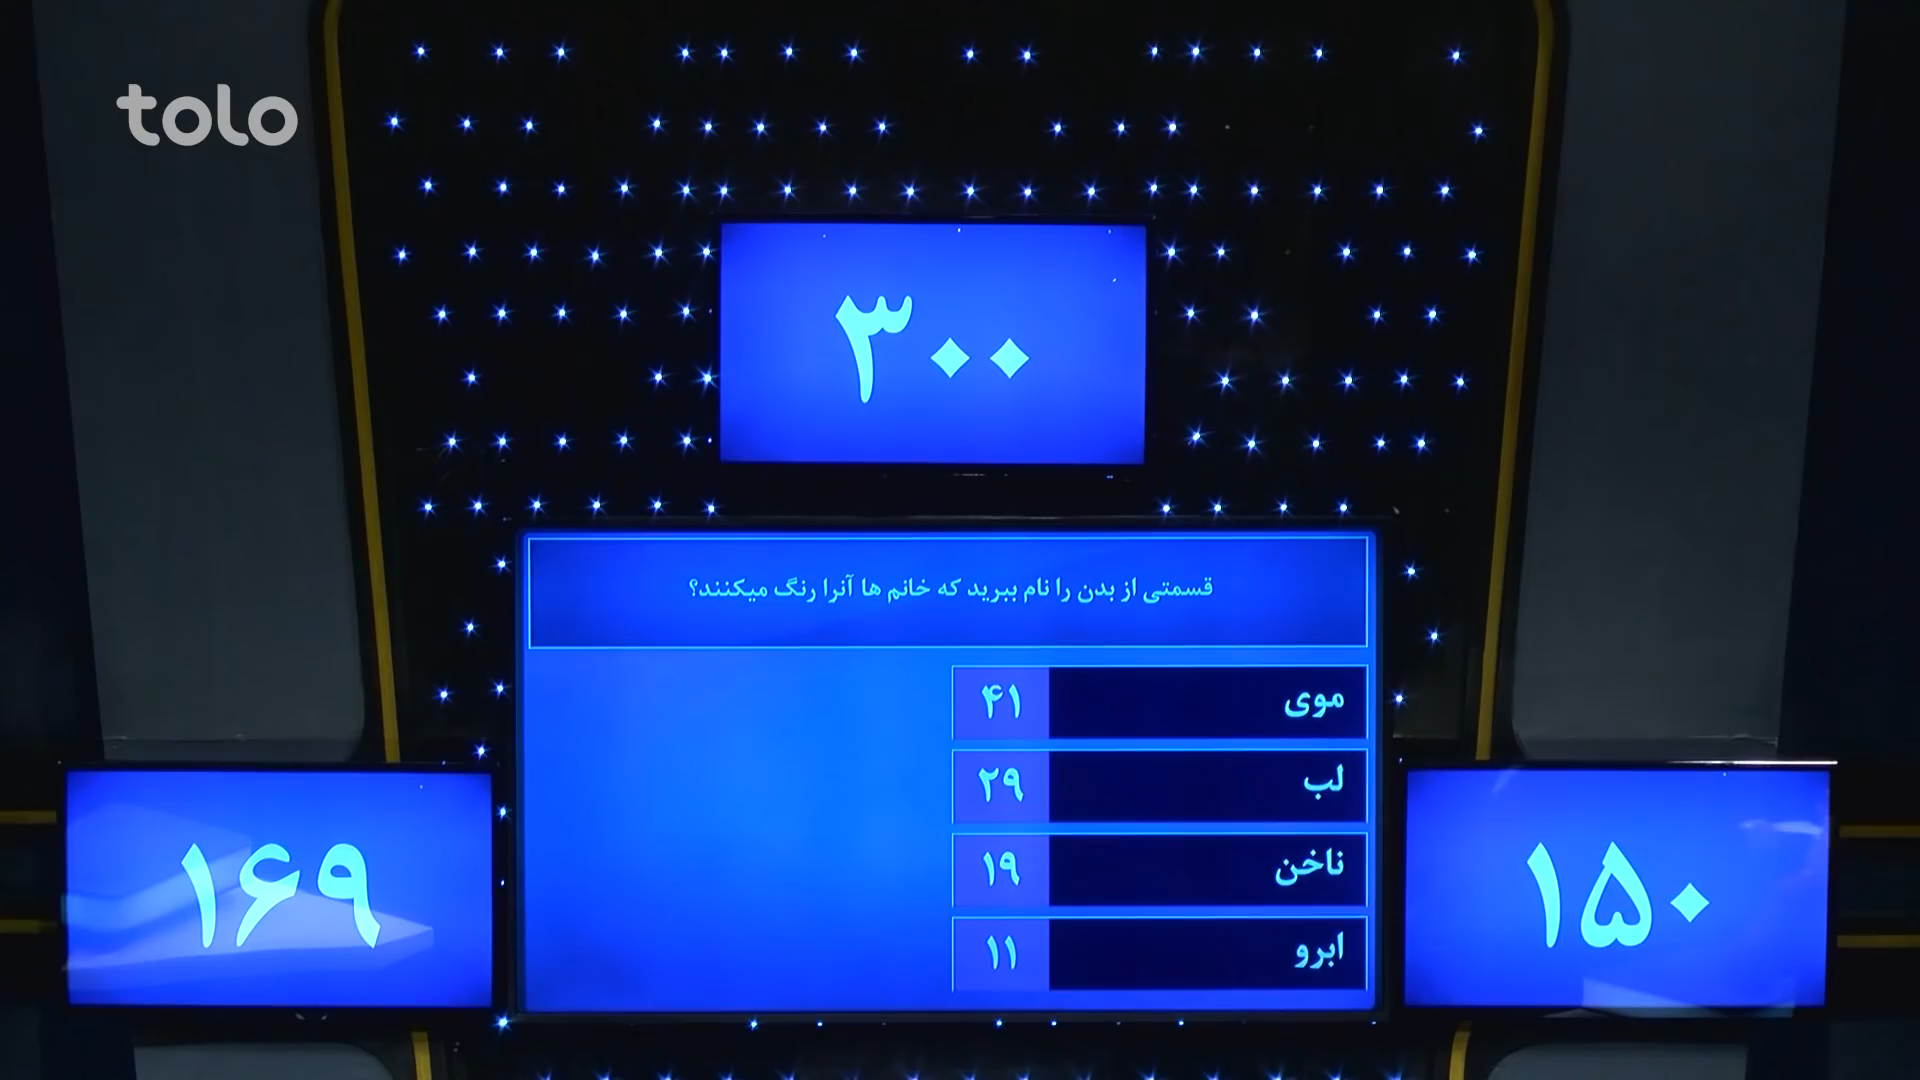 tolo
۳۰۰
قسمتی از بدن را نام ببرید که خانم ها آنرا رنگ میکنند؟
موی ۴۱
لب ۲۹
ناخن ۱۹
ابرو ۱۱
۱۶۹
۱۵۰